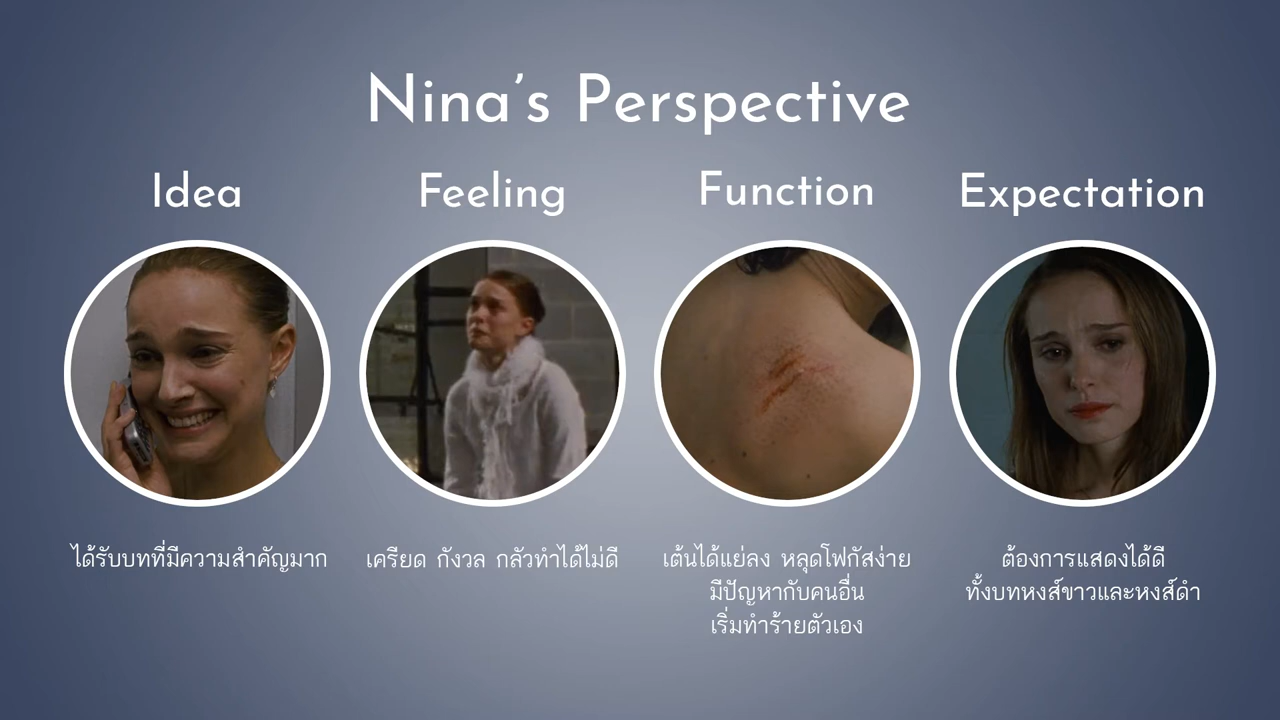 Nina’s Perspective
Idea
Feeling
Function
Expectation
ได้รับบทที่มีความสำคัญมาก
เครียด กังวล กลัวทำได้ไม่ดี
เต้นได้แย่ลง หลุดโฟกัสง่าย
มีปัญหากับคนอื่น
เริ่มทำร้ายตัวเอง
ต้องการแสดงได้ดี
ทั้งบทหงส์ขาวและหงส์ดำ